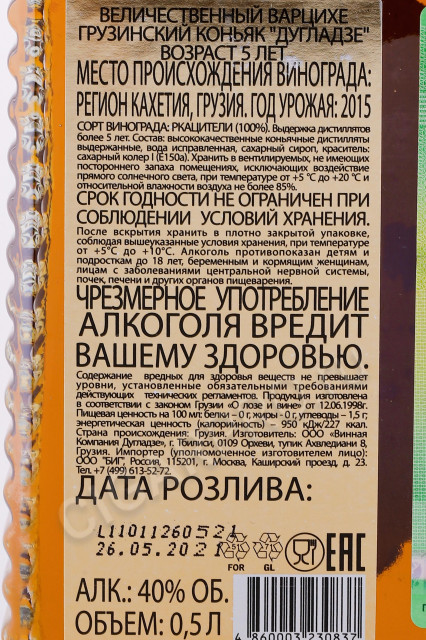 ВЕЛИЧЕСТВЕННЫЙ ВАРЦИХЕ
ГРУЗИНСКИЙ КОНЬЯК "ДУГЛАДЗЕ"
ВОЗРАСТ 5 ЛЕТ
МЕСТО ПРОИСХОЖДЕНИЯ ВИНОГРАДА:
РЕГИОН КАХЕТИЯ, ГРУЗИЯ. ГОД УРОЖАЯ: 2015
СОРТ ВИНОГРАДА: РКАЦИТЕЛИ (100%). Выдержка дистиллятов
более 5 лет. Состав: высококачественные коньячные дистилляты
выдержанные, вода исправленная, сахарный сироп, краситель:
сахарный колер I (Е150а). Хранить в вентилируемых, не имеющих
постороннего запаха помещениях, исключающих воздействие
прямого солнечного света, при температуре от +5 °С до +20 °С и
относительной влажности воздуха не более 85%.
СРОК ГОДНОСТИ НЕ ОГРАНИЧЕН ПРИ
СОБЛЮДЕНИИ УСЛОВИЙ ХРАНЕНИЯ.
После вскрытия хранить в плотно закрытой упаковке,
соблюдая вышеуказанные условия хранения, при температуре
от +5°С до +10°С. Алкоголь противопоказан детям и
подросткам до 18 лет, беременным и кормящим женщинам,
лицам с заболеваниями центральной нервной системы,
почек, печени и других органов пищеварения.
ЧРЕЗМЕРНОЕ УПОТРЕБЛЕНИЕ
АЛКОГОЛЯ ВРЕДИТ
ВАШЕМУ ЗДОРОВЬЮ.
Содержание вредных для здоровья веществ не превышает
уровни, установленные обязательными требованиями
действующих технических регламентов. Продукция изготовлена
в соответствии с законом Грузии «О лозе и вине» от 12.06.1998г.
Пищевая ценность на 100 мл: белки – 0 г, жиры - 0 г, углеводы – 1,5 г;
энергетическая ценность (калорийность) – 950 кДж/227 ккал.
Страна происхождения: Грузия. Изготовитель: ООО «Винная
Компания Дугладзе», г. Тбилиси, 0109 Орхеви, тупик Ахвледиани 8,
Грузия. Импортер (уполномоченное изготовителем лицо)
ООО "БИГ", Россия, 115201, г. Москва, Каширский проезд, д. 23.
Тел.+7 (499) 613-52-72.
ДАТА РОЗЛИВА:
L11011260521
26.05.2021
FOR
GL
EAC
АЛК.: 40% ОБ.
ОБЪЕМ: 0,5 Л
4 860003 230837